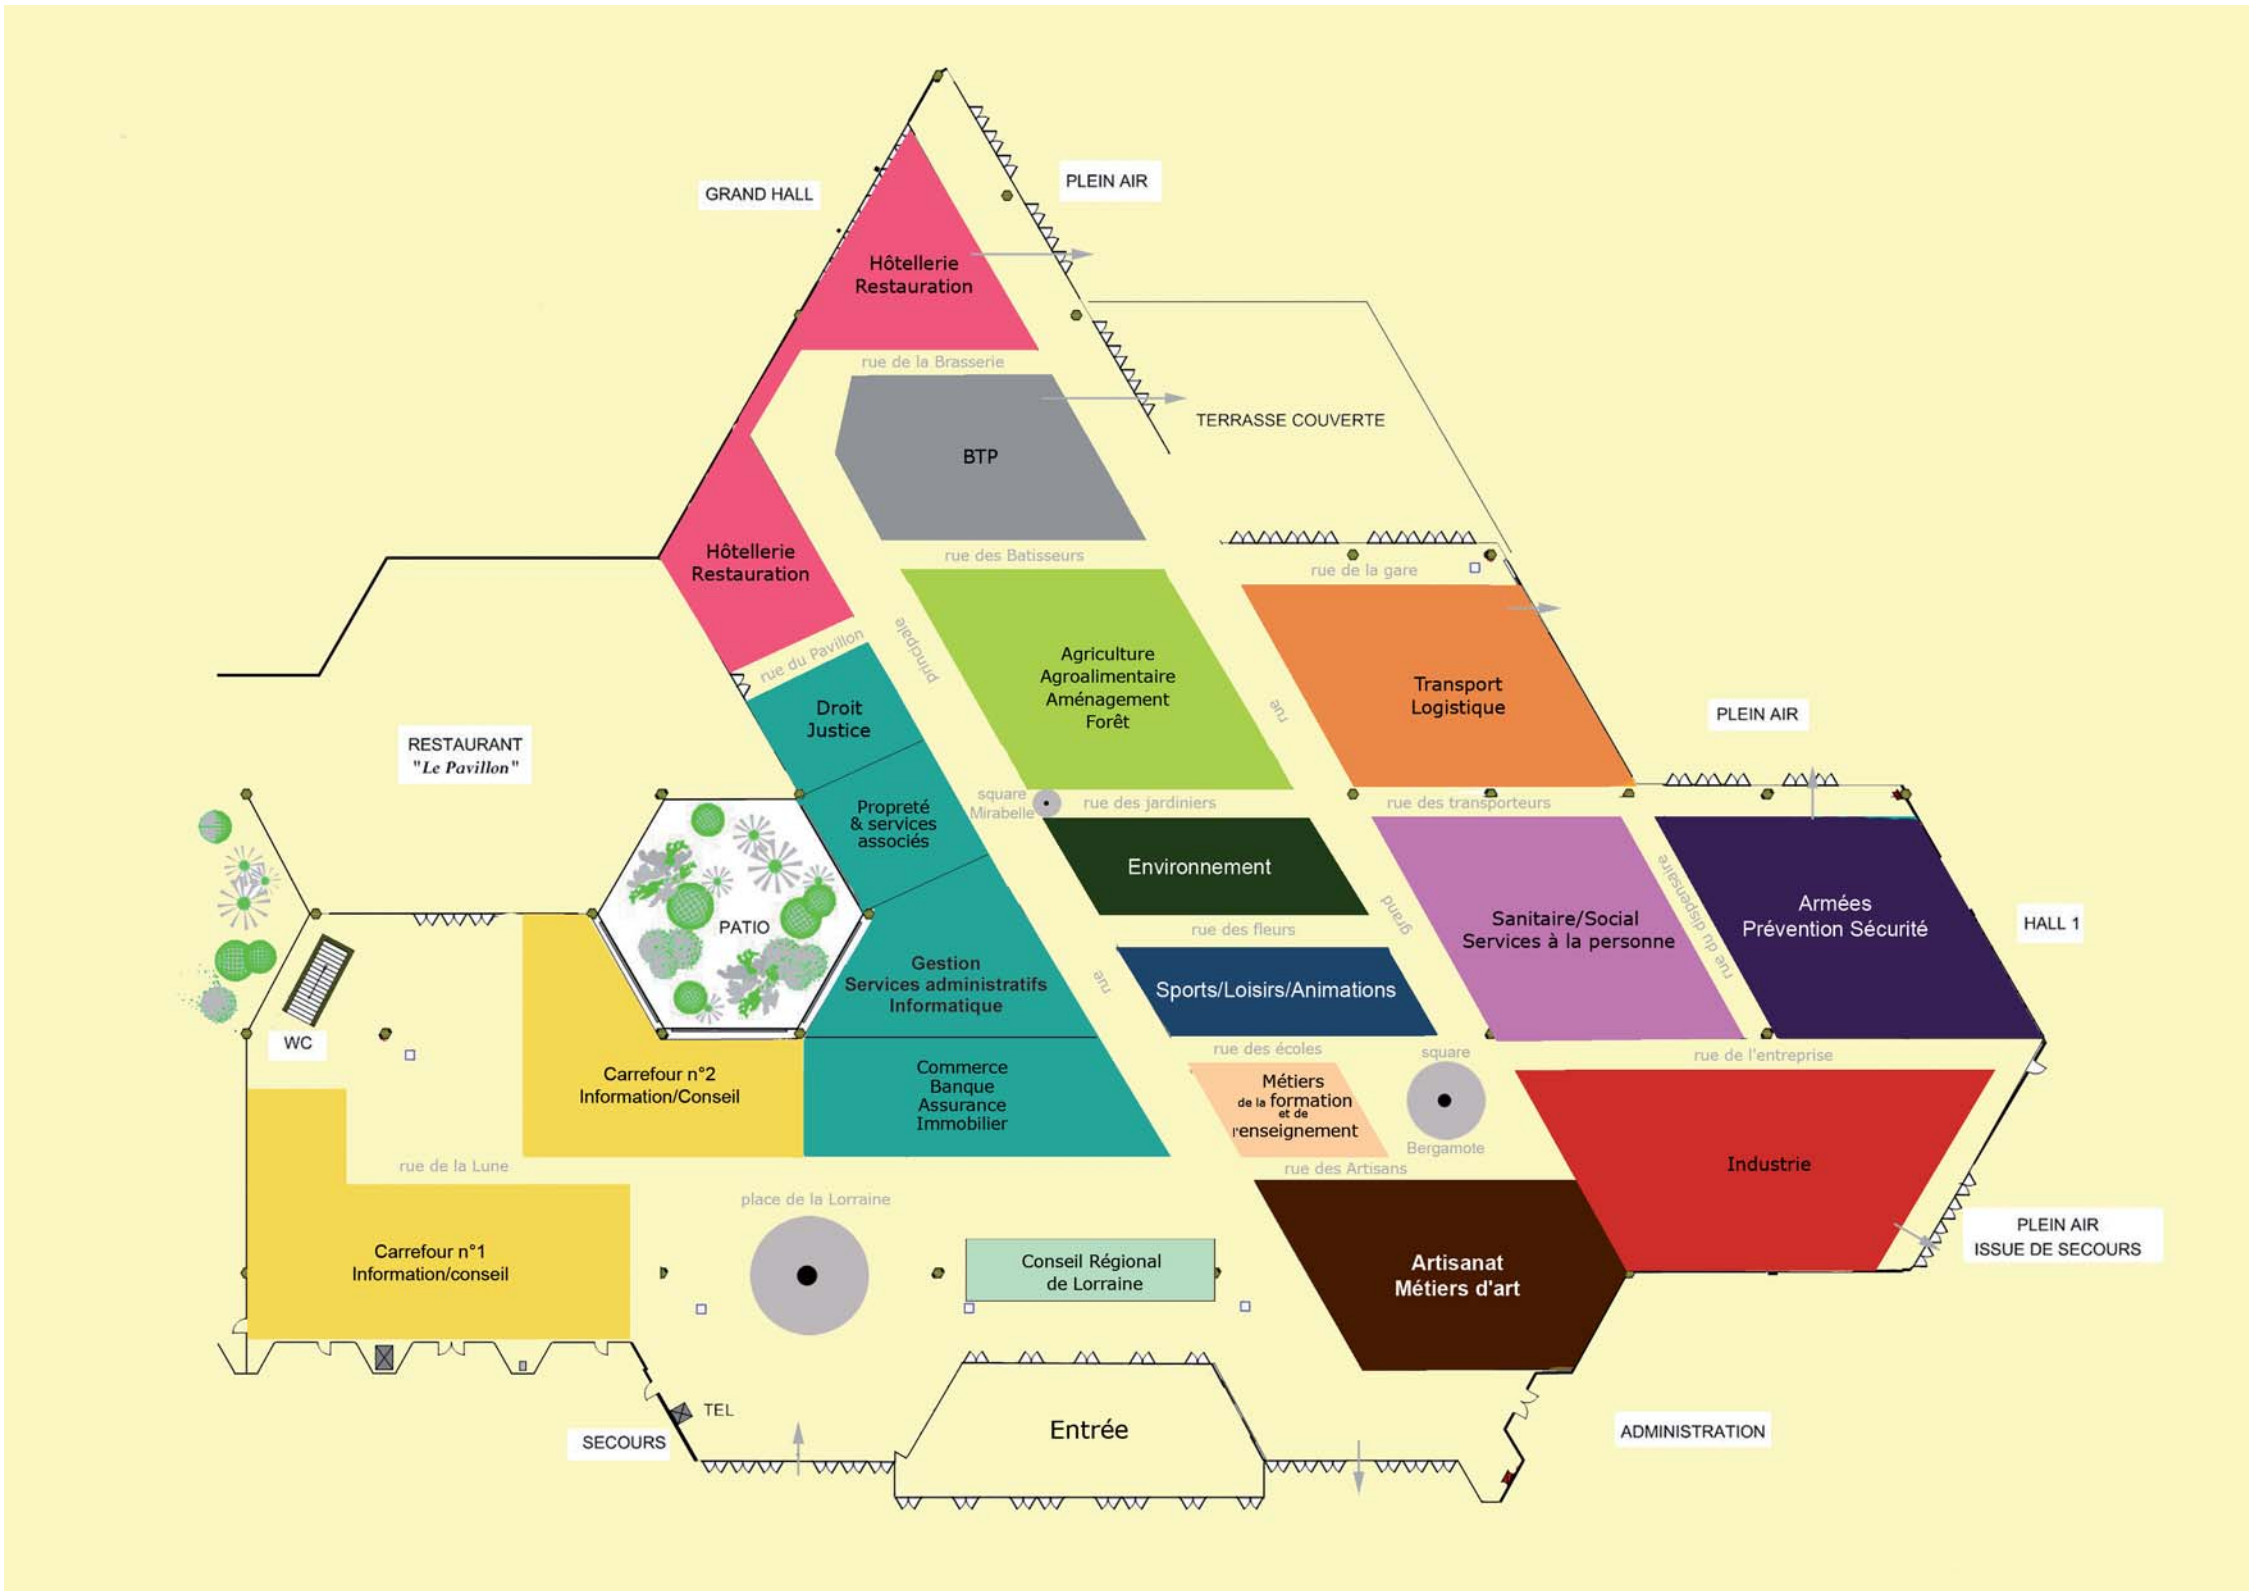 GRAND HALL
PLEIN AIR
Hôtellerie
Restauration
rue de la Brasserie
TERRASSE COUVERTE
BTP
rue des Batisseurs
Hôtellerie
Restauration
rue de la gare
rue du Pavillon
principale
Agriculture
Agroalimentaire
Aménagement
Forêt
rue
Transport
Logistique
PLEIN AIR
Droit
Justice
RESTAURANT
"Le Pavillon"
square
Mirabelle
rue des jardiniers
rue des transporteurs
Propreté
& services
associés
Environnement
grand
Sanitaire/Social
Services à la personne
rue du dispensaire
Armées
Prévention Sécurité
HALL 1
PATIO
rue des fleurs
Gestion
Services administratifs
Informatique
rue
Sports/Loisirs/Animations
WC
rue des écoles
square
Bergamote
rue de l'entreprise
Carrefour n°2
Information/Conseil
Commerce
Banque
Assurance
Immobilier
Métiers
de la formation
et de
l'enseignement
rue de la Lune
rue des Artisans
Industrie
place de la Lorraine
Carrefour n°1
Information/conseil
Conseil Régional
de Lorraine
Artisanat
Métiers d'art
PLEIN AIR
ISSUE DE SECOURS
TEL
SECOURS
Entrée
ADMINISTRATION